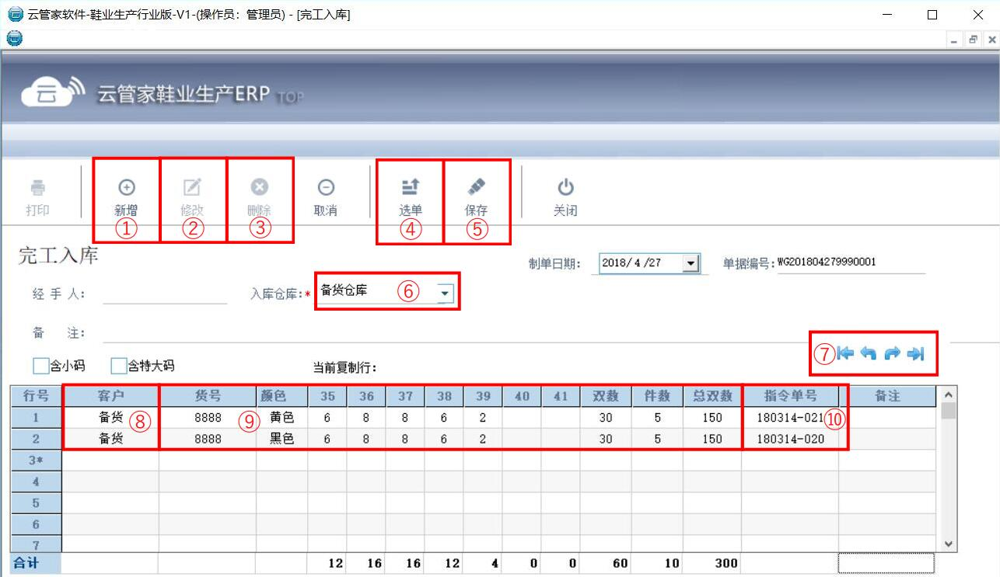 云管家软件-鞋业生产行业版-V1-(操作员：管理员) - [完工入库]
云 云管家鞋业生产ERP TOP
打印 新增 修改 删除 取消 选单 保存 关闭
① ② ③ ④ ⑤
完工入库
制单日期： 2018/ 4 /27 单据编号: WG201804279990001
经 手 人： 入库仓库:* 备货仓库 ⑥
备 注：
⑦
含小码 含特大码 当前复制行：
行号 客户 货号 颜色 35 36 37 38 39 40 41 双数 件数 总双数 指令单号 备注
1 备货 ⑧ 8888 ⑨ 黄色 6 8 8 6 2 30 5 150 180314-021 ⑩
2 备货 8888 黑色 6 8 8 6 2 30 5 150 180314-020
3*
4
5
6
7
合计 12 16 16 12 4 0 0 60 10 300